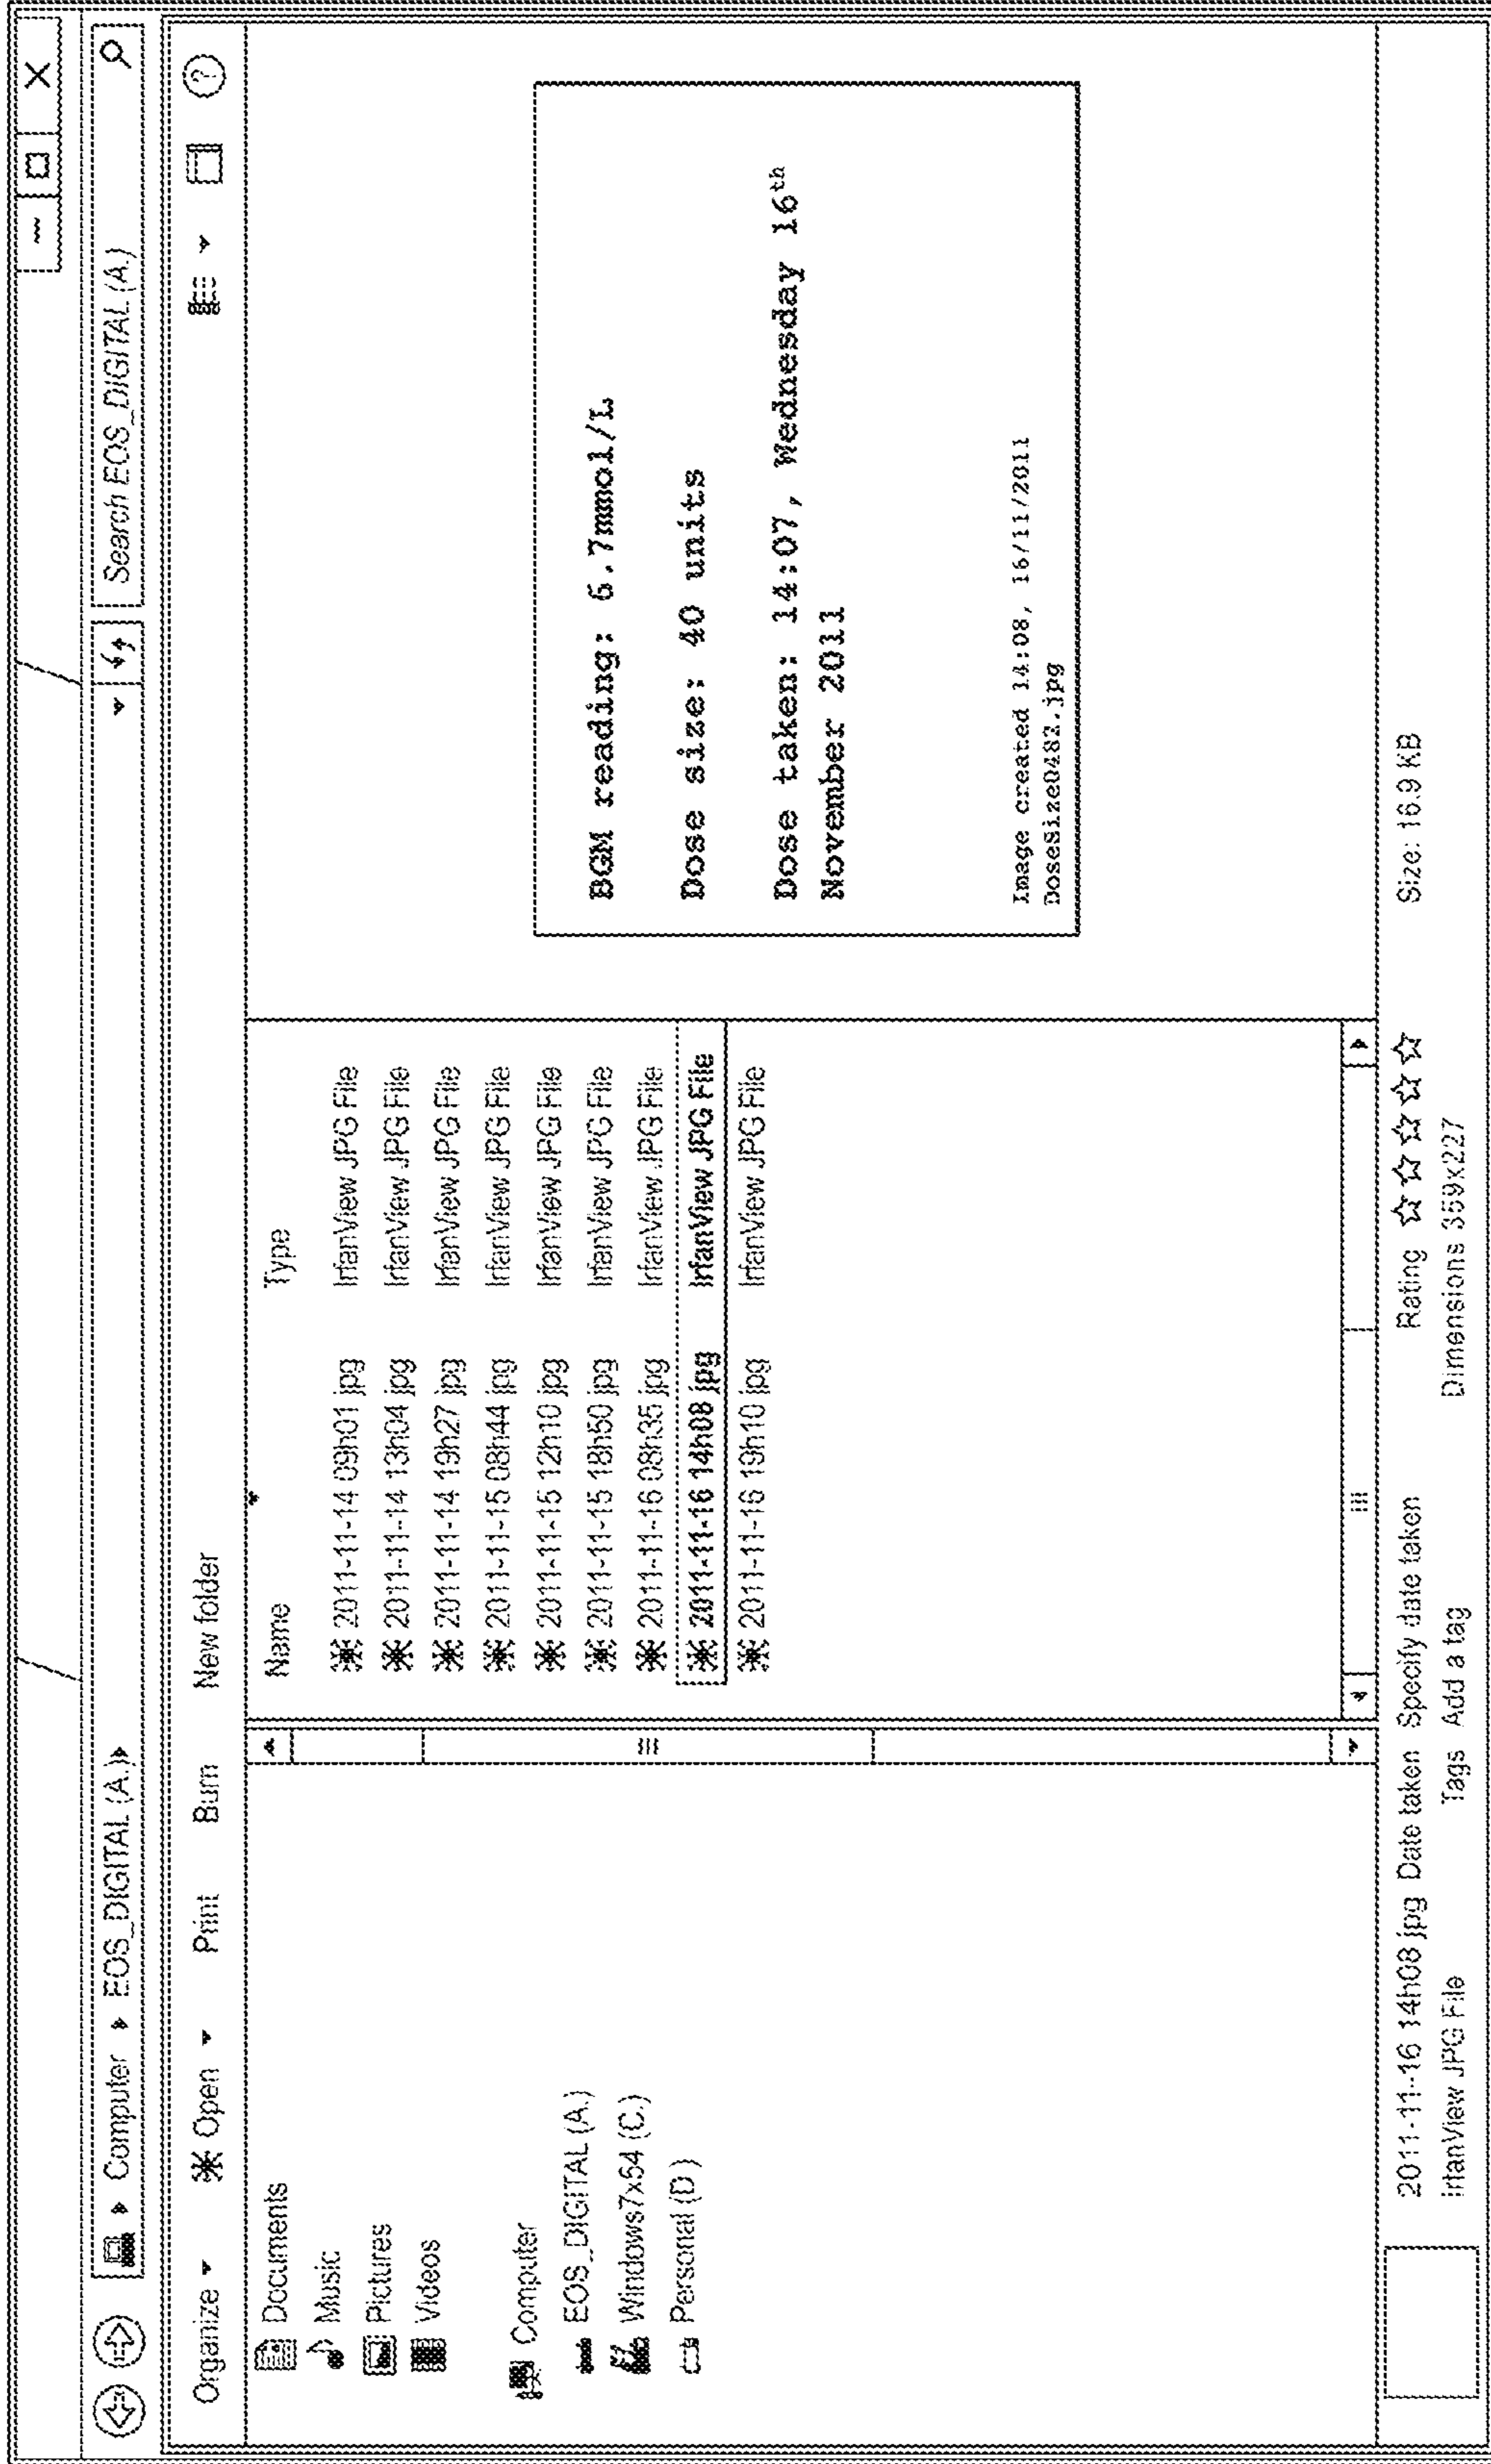 Computer EOS_DIGITAL (A.)
Search EOS_DIGITAL (A.)
Organize Open Print Burn New folder
Documents
Music
Pictures
Videos
Computer
EOS_DIGITAL (A.)
Windows7x64 (C.)
Personal (D )
Name Type
2011-11-14 09h01 jpg IrfanView JPG File
2011-11-14 13h04 jpg IrfanView JPG File
2011-11-14 19h27 jpg IrfanView JPG File
2011-11-15 08h44 jpg IrfanView JPG File
2011-11-15 12h10 jpg IrfanView JPG File
2011-11-15 18h50 jpg IrfanView JPG File
2011-11-16 08h35 jpg IrfanView JPG File
2011-11-16 14h08 jpg IrfanView JPG File
2011-11-16 19h10 jpg IrfanView JPG File
BGM reading: 6.7mmol/L
Dose size: 40 units
Dose taken: 14:07, Wednesday 16th
November 2011
Image created 14:08, 16/11/2011
DoseSize0482.jpg
2011-11-16 14h08 jpg Date taken Specify date taken Rating Size: 16.9 KB
IrfanView JPG File Tags Add a tag Dimensions 359x227